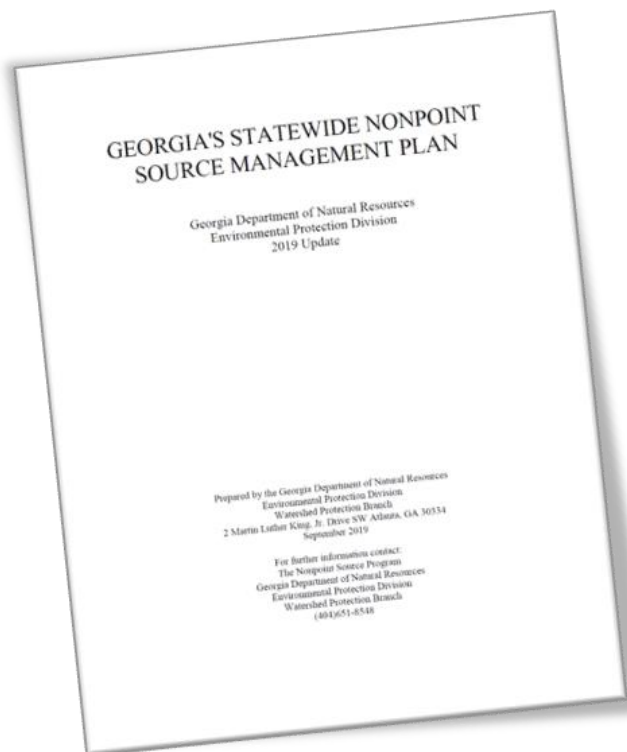 GEORGIA'S STATEWIDE NONPOINT
SOURCE MANAGEMENT PLAN
Georgia Department of Natural Resources
Environmental Protection Division
2019 Update
Prepared by the Georgia Department of Natural Resources
Environmental Protection Division
Watershed Protection Branch
2 Martin Luther King, Jr. Drive SW Atlanta, GA 30334
September 2019
For further information contact:
The Nonpoint Source Program
Georgia Department of Natural Resources
Environmental Protection Division
Watershed Protection Branch
(404)651-8548